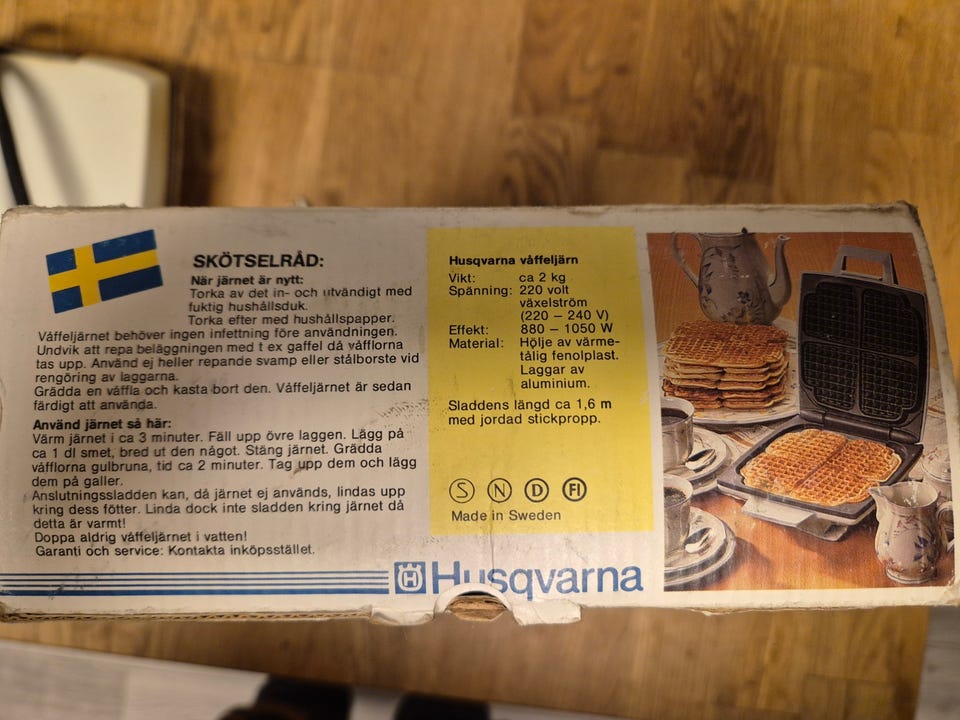 SKÖTSELRÅD:
När järnet är nytt:
Torka av det in- och utvändigt med
fuktig hushållsduk.
Torka efter med hushållspapper.
Våffeljärnet behöver ingen infettning före användningen.
Undvik att repa beläggningen med t ex gaffel då våfflorna
tas upp. Använd ej heller repande svamp eller stålborste vid
rengöring av laggarna.
Grädda en våffla och kasta bort den. Våffeljärnet är sedan
färdigt att använda.
Använd järnet så här:
Värm järnet i ca 3 minuter. Fäll upp övre laggen. Lägg på
ca 1 dl smet, bred ut den något. Stäng järnet. Grädda
våfflorna gulbruna, tid ca 2 minuter. Tag upp dem och lägg
dem på galler.
Anslutningssladden kan, då järnet ej används, lindas upp
kring dess fötter. Linda dock inte sladden kring järnet då
detta är varmt!
Doppa aldrig våffeljärnet i vatten!
Garanti och service: Kontakta inköpsstället.
Husqvarna våffeljärn
Vikt: ca 2 kg
Spänning: 220 volt
växelström
(220 – 240 V)
Effekt: 880 – 1050 W
Material: Hölje av värme-
tålig fenolplast.
Laggar av
aluminium.
Sladdens längd ca 1,6 m
med jordad stickpropp.
S N D FI
Made in Sweden
Husqvarna